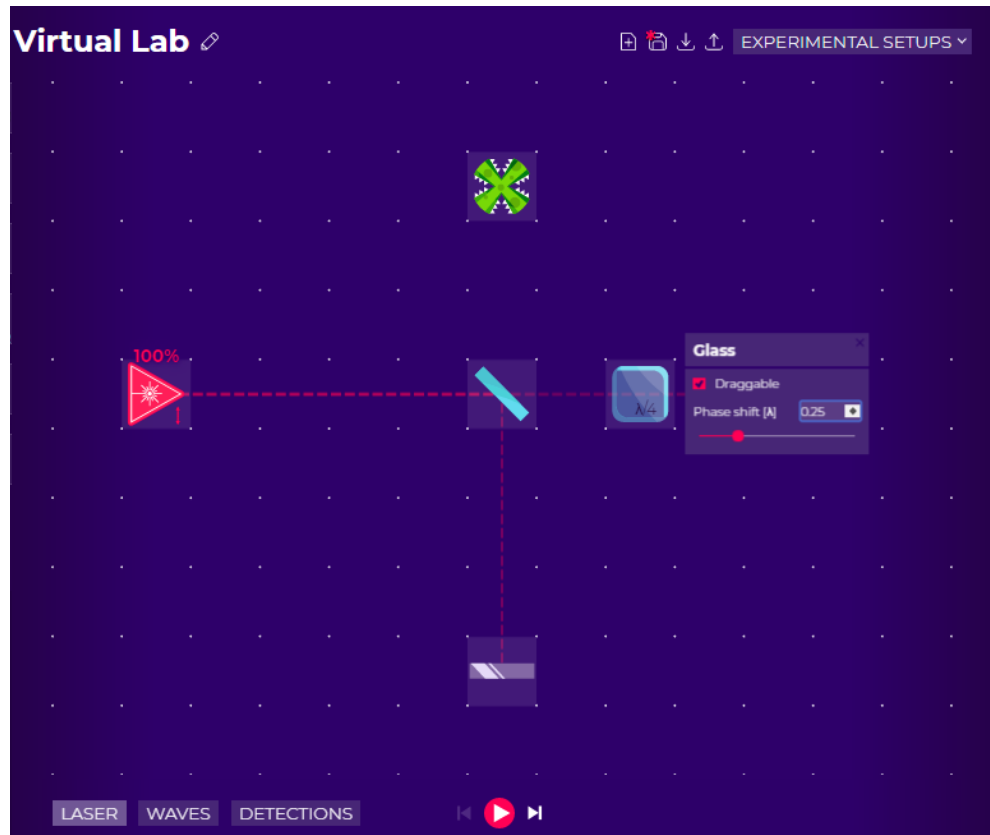 Virtual Lab
EXPERIMENTAL SETUPS
100%
Glass
Draggable
Phase shift [λ] 0.25
λ/4
LASER WAVES DETECTIONS